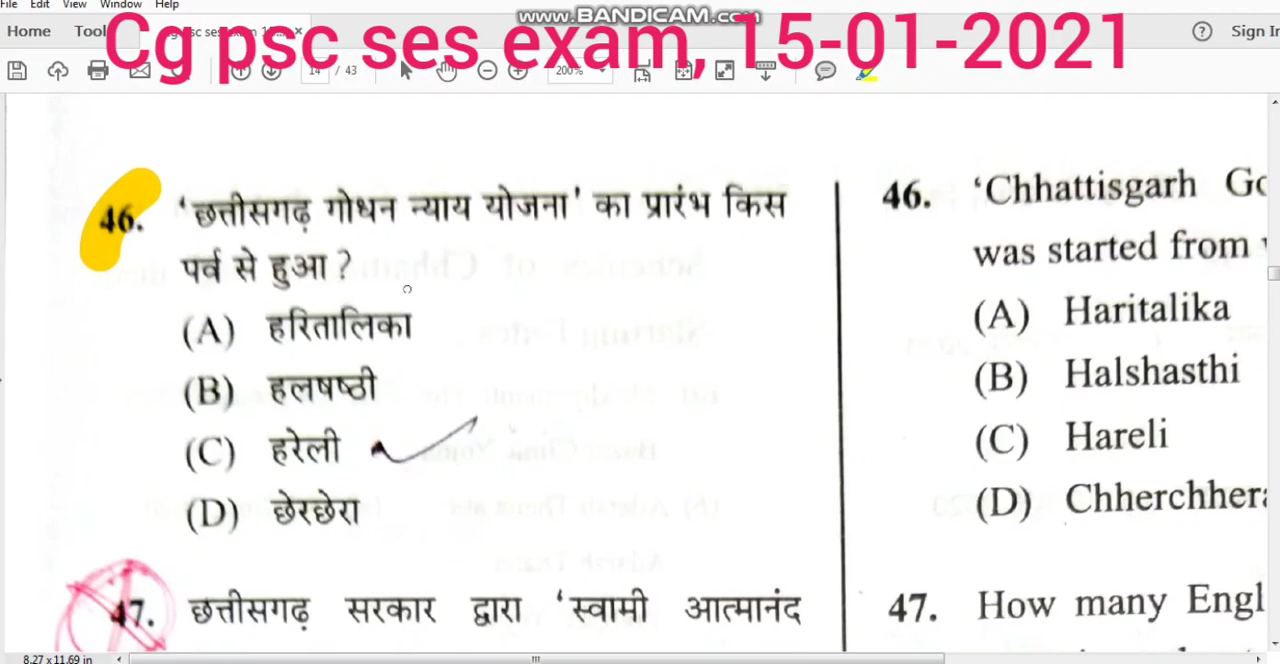 File Edit View Window Help
www.BANDICAM.com
Home Tool
Cg psc ses exam, 15-01-2021
Sign In
14 / 43 200%
46. 'छत्तीसगढ़ गोधन न्याय योजना' का प्रारंभ किस
पर्व से हुआ ?
(A) हरितालिका
(B) हलषष्ठी
(C) हरेली
(D) छेरछेरा
47. छत्तीसगढ़ सरकार द्वारा 'स्वामी आत्मानंद
46. 'Chhattisgarh Go
was started from
(A) Haritalika
(B) Halshasthi
(C) Hareli
(D) Chherchhera
47. How many Engl
8.27 x 11.69 in